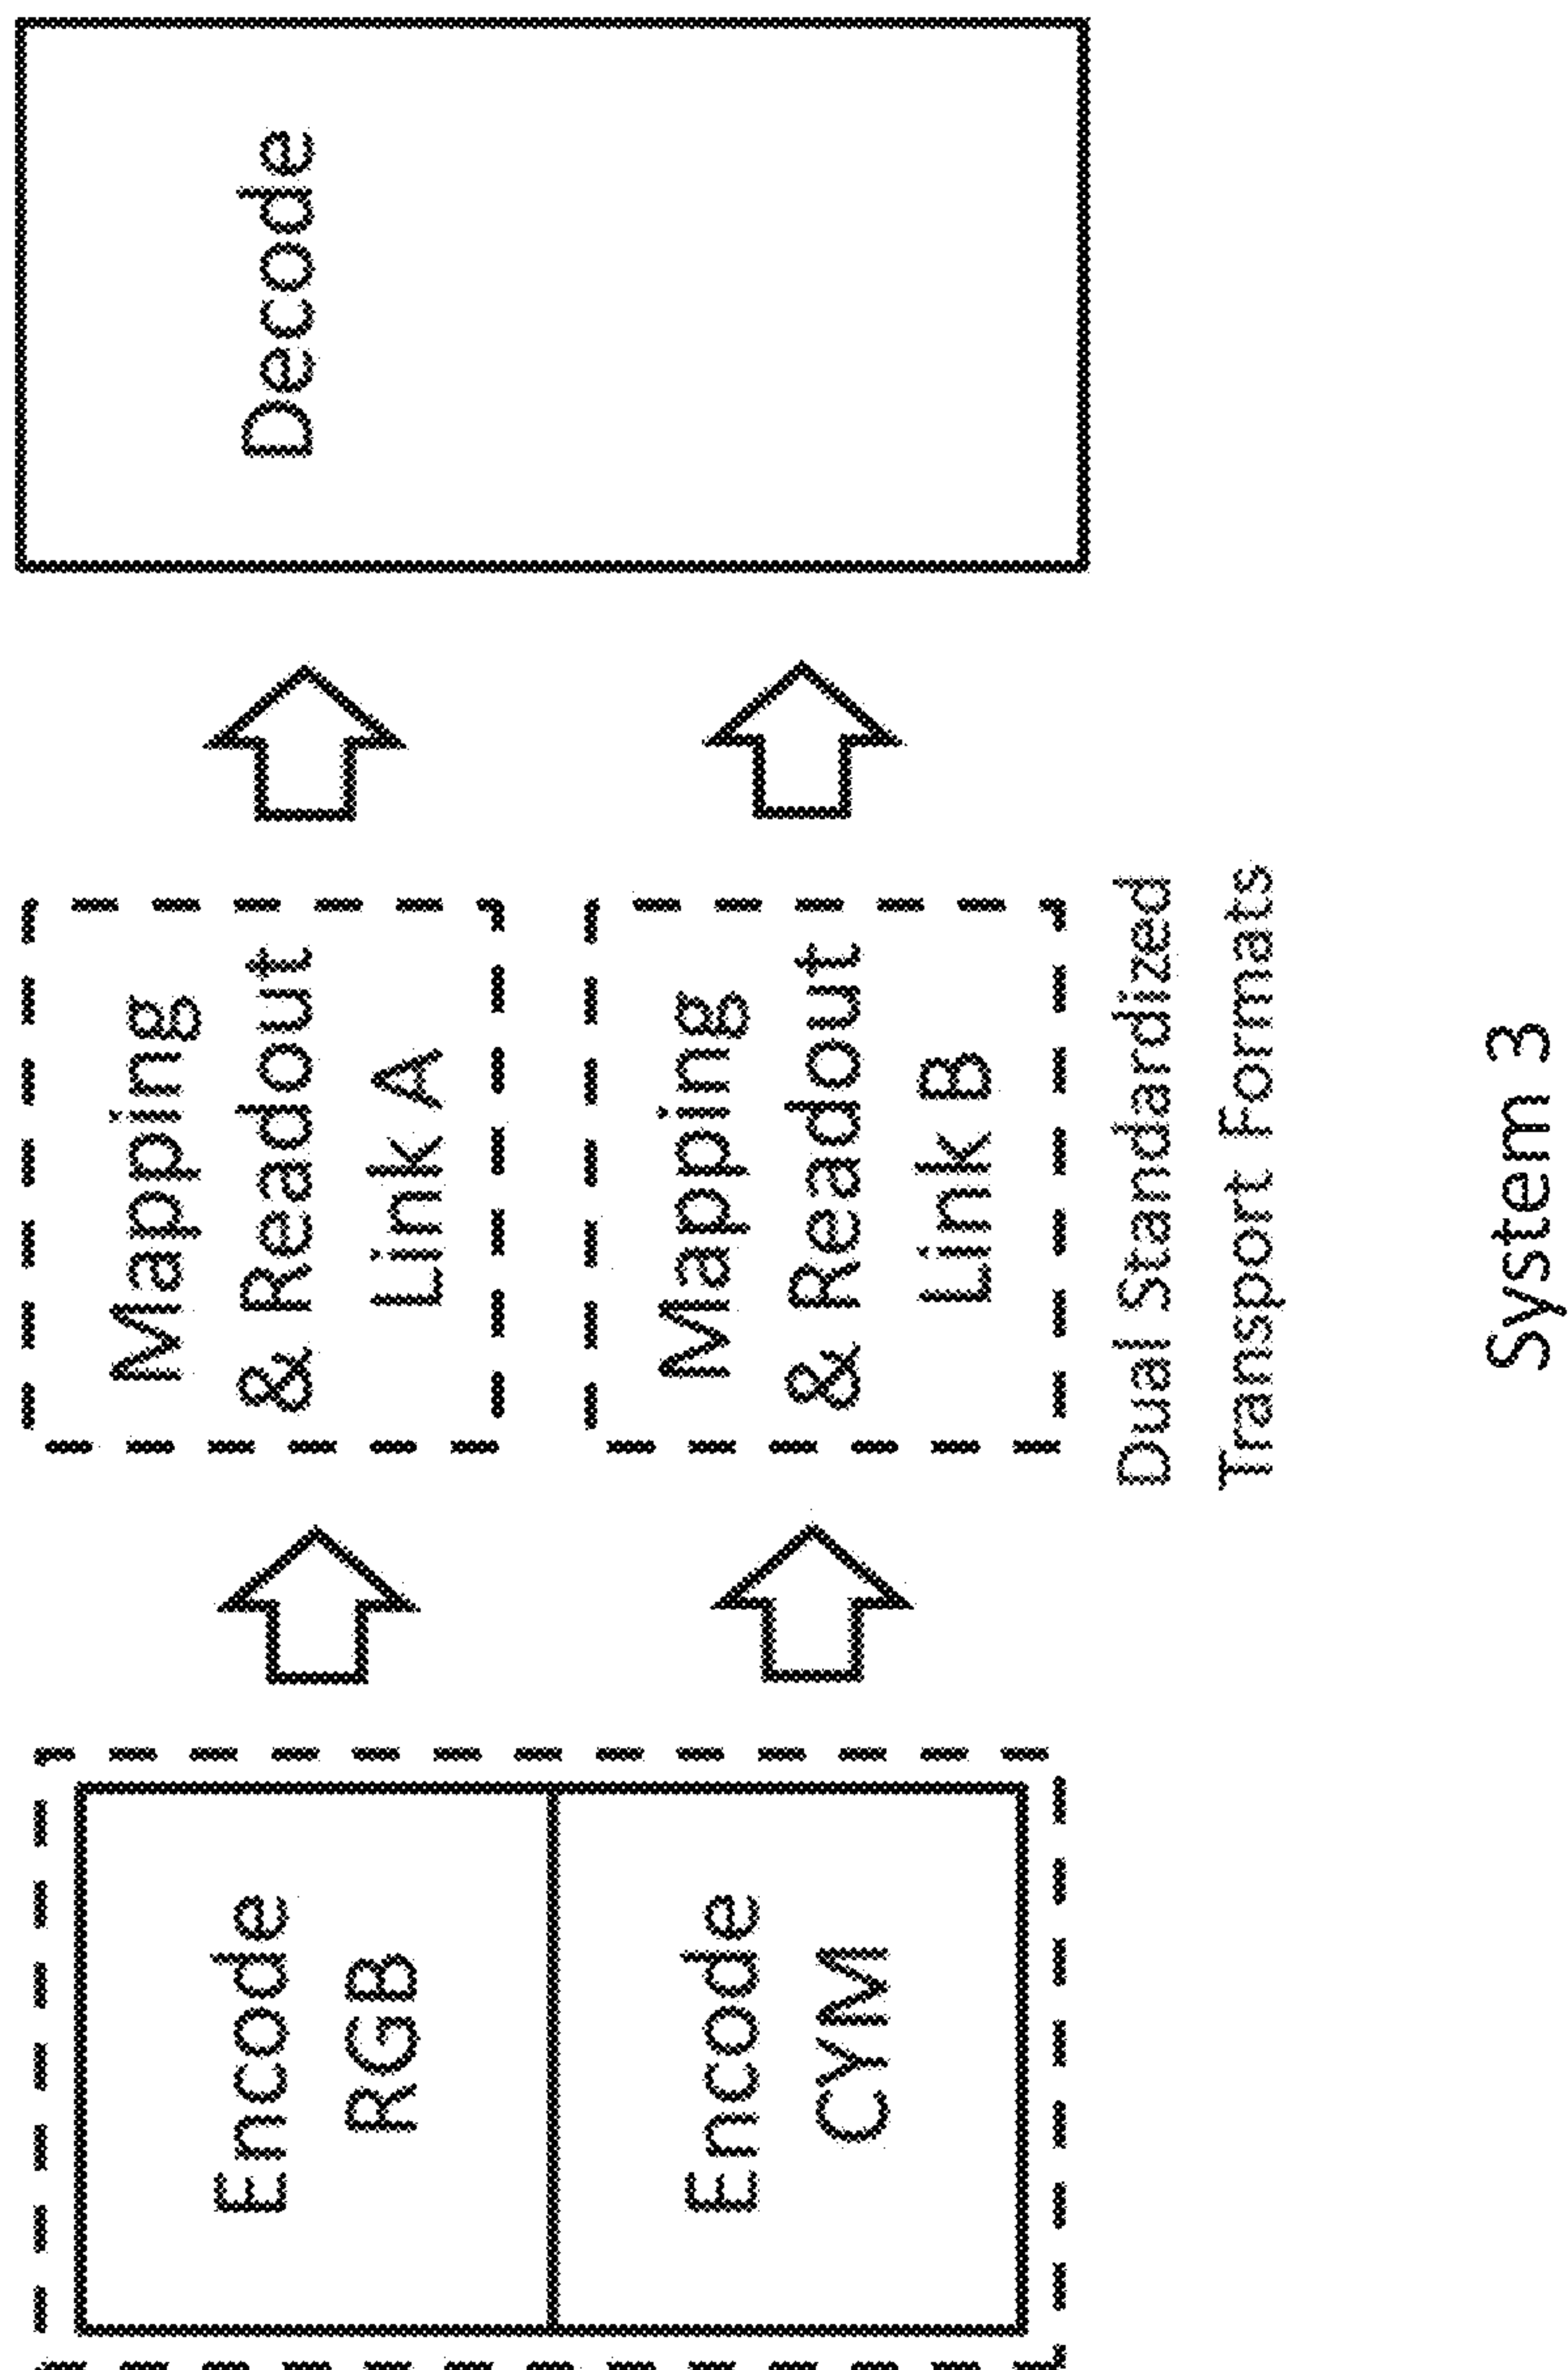 Encode
RGB
Encode
CYM
Mapping
& Readout
Link A
Mapping
& Readout
Link B
Dual Standardized
Transport Formats
Decode
System 3